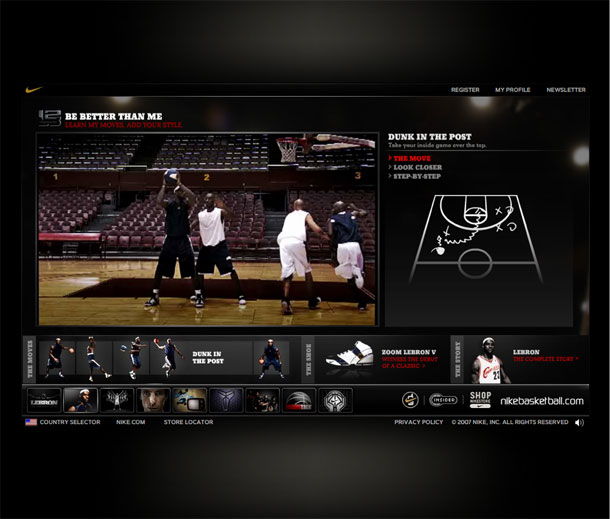 REGISTER
MY PROFILE
NEWSLETTER
BE BETTER THAN ME
LEARN MY MOVES. ADD YOUR STYLE.
DUNK IN THE POST
Take your inside game over the top.
THE MOVE
LOOK CLOSER
STEP-BY-STEP
1
2
3
THE MOVES
DUNK IN
THE POST
THE SHOE
ZOOM LEBRON V
WITNESS THE DEBUT
OF A CLASSIC
THE STORY
LEBRON
THE COMPLETE STORY
23
LEBRON
INSIDER
SHOP
NIKESTORE
nikebasketball.com
COUNTRY SELECTOR
NIKE.COM
STORE LOCATOR
PRIVACY POLICY
© 2007 NIKE, INC. ALL RIGHTS RESERVED